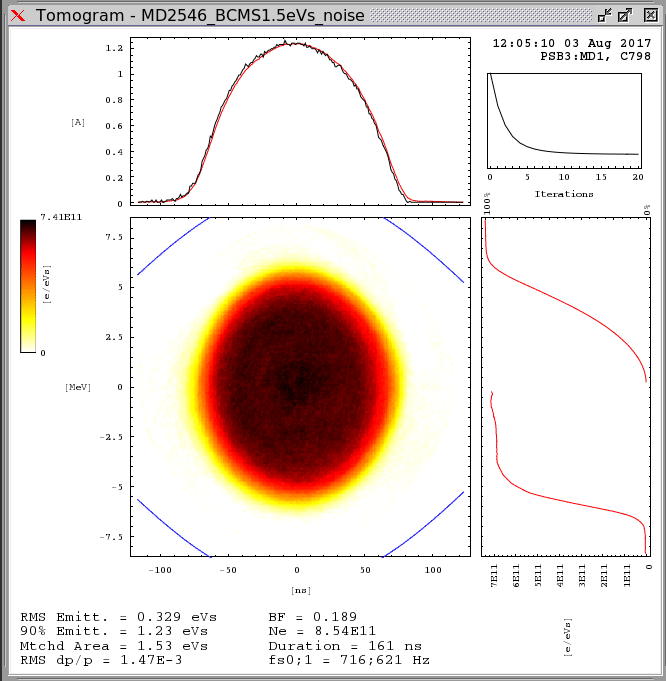 Tomogram - MD2546_BCMS1.5eVs_noise
12:05:10 03 Aug 2017
PSB3:MD1, C798
1.2
1
0.8
[A]
0.6
0.4
0.2
0
0 5 10 15 20
Iterations
100% 0%
7.41E11
[e/eVs]
0
7.5
5
2.5
[MeV] 0
-2.5
-5
-7.5
-100 -50 0 50 100
[ns]
7E11 6E11 5E11 4E11 3E11 2E11 1E11 0
[e/eVs]
RMS Emitt. = 0.329 eVs BF = 0.189
90% Emitt. = 1.23 eVs Ne = 8.54E11
Mtchd Area = 1.53 eVs Duration = 161 ns
RMS dp/p = 1.47E-3 fs0;1 = 716;621 Hz